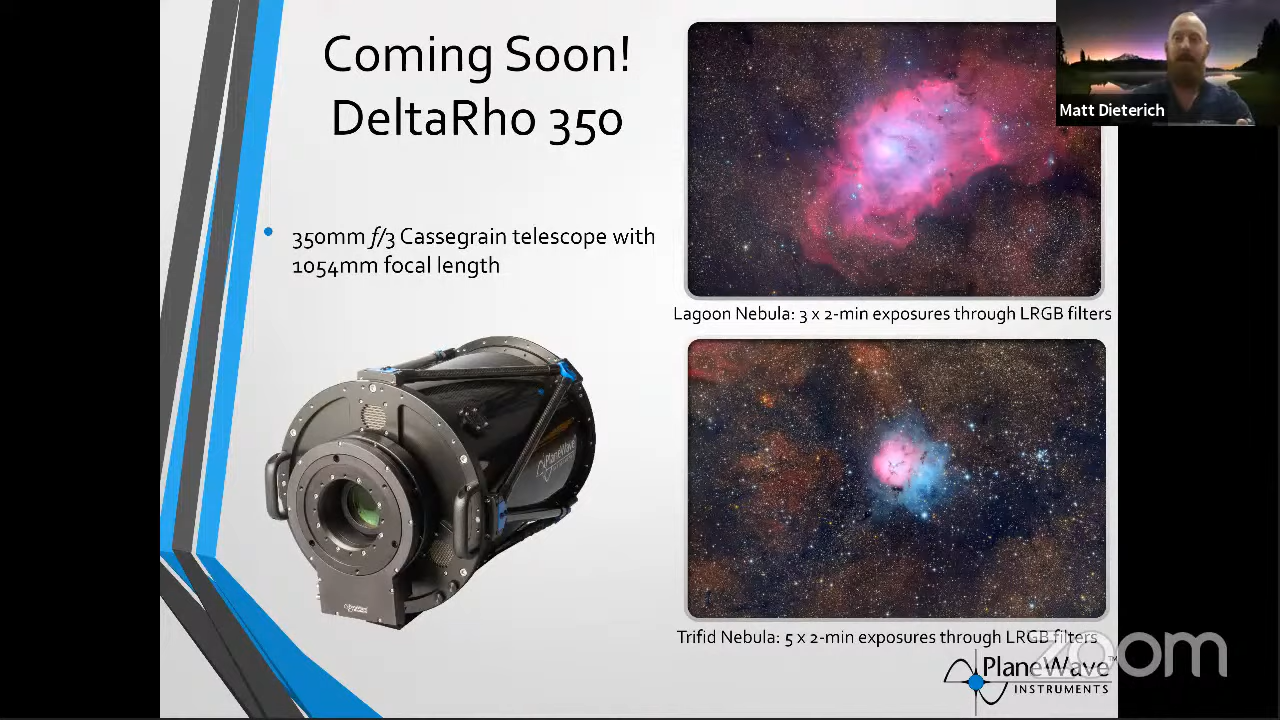 Coming Soon!
DeltaRho 350
• 350mm f/3 Cassegrain telescope with
1054mm focal length
Matt Dieterich
Lagoon Nebula: 3 x 2-min exposures through LRGB filters
PlaneWave
Trifid Nebula: 5 x 2-min exposures through LRGB filters
zoom
PlaneWave™
INSTRUMENTS